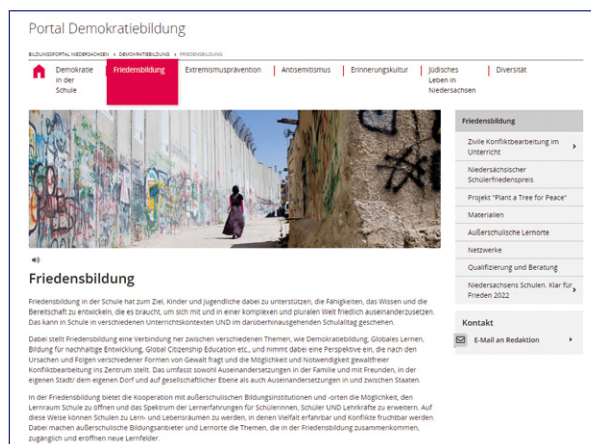 Portal Demokratiebildung
BILDUNGSPORTAL NIEDERSACHSEN > DEMOKRATIEBILDUNG > FRIEDENSBILDUNG
Demokratie in der Schule
Friedensbildung
Extremismusprävention
Antisemitismus
Erinnerungskultur
Jüdisches Leben in Niedersachsen
Diversität
Friedensbildung
Zivile Konfliktbearbeitung im
Unterricht
Niedersächsischer
Schülerfriedenspreis
Projekt "Plant a Tree for Peace"
Materialien
Außerschulische Lernorte
Netzwerke
Qualifizierung und Beratung
Niedersachsens Schulen. Klar für
Frieden 2022
Kontakt
E-Mail an Redaktion
Friedensbildung
Friedensbildung in der Schule hat zum Ziel, Kinder und Jugendliche dabei zu unterstützen, die Fähigkeiten, das Wissen und die
Bereitschaft zu entwickeln, die es braucht, um sich mit und in einer komplexen und pluralen Welt friedlich auseinanderzusetzen.
Das kann in Schule in verschiedenen Unterrichtskontexten UND im darüberhinausgehenden Schulalltag geschehen.
Dabei stellt Friedensbildung eine Verbindung her zwischen verschiedenen Themen, wie Demokratiebildung, Globales Lernen,
Bildung für nachhaltige Entwicklung, Global Citizenship Education etc., und nimmt dabei eine Perspektive ein, die nach den
Ursachen und Folgen verschiedener Formen von Gewalt fragt und die Möglichkeit und Notwendigkeit gewaltfreier
Konfliktbearbeitung ins Zentrum stellt. Das umfasst sowohl Auseinandersetzungen in der Familie und mit Freunden, in der
eigenen Stadt/ dem eigenen Dorf und auf gesellschaftlicher Ebene als auch Auseinandersetzungen in und zwischen Staaten.
In der Friedensbildung bietet die Kooperation mit außerschulischen Bildungsinstitutionen und -orten die Möglichkeit, den
Lernraum Schule zu öffnen und das Spektrum der Lernerfahrungen für Schülerinnen, Schüler UND Lehrkräfte zu erweitern. Auf
diese Weise können Schulen zu Lern- und Lebensräumen zu werden, in denen Vielfalt erfahrbar und Konflikte fruchtbar werden.
Dabei machen außerschulische Bildungsanbieter und Lernorte die Themen, die in der Friedensbildung zusammenkommen,
zugänglich und eröffnen neue Lernfelder.